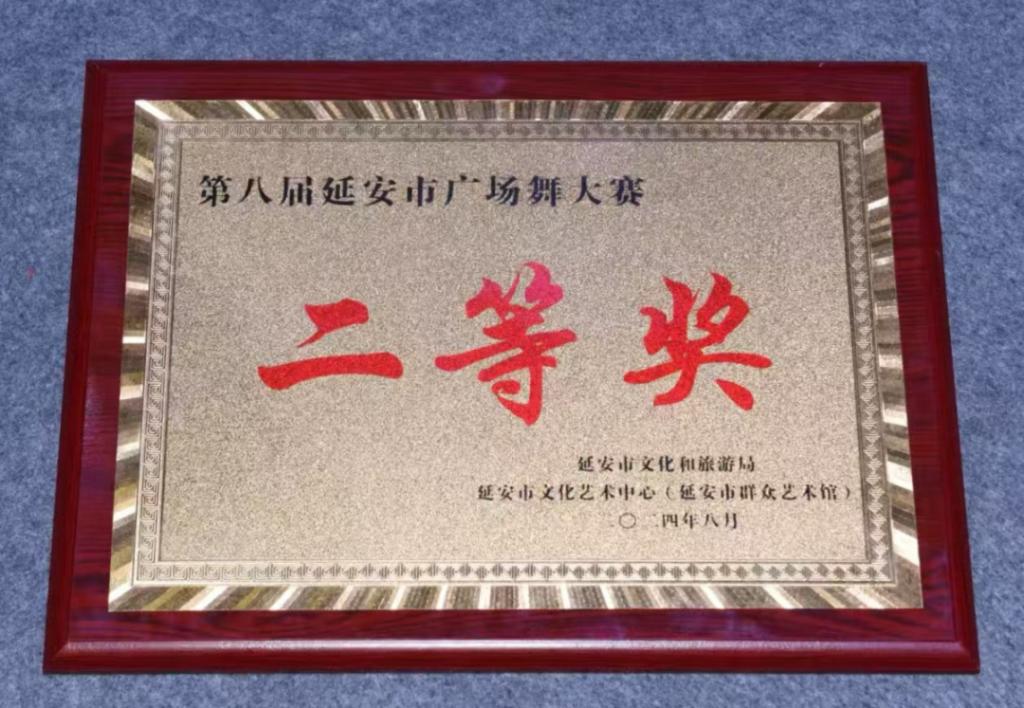 第八届延安市广场舞大赛
二等奖
延安市文化和旅游局
延安市文化艺术中心（延安市群众艺术馆）
二〇二四年八月